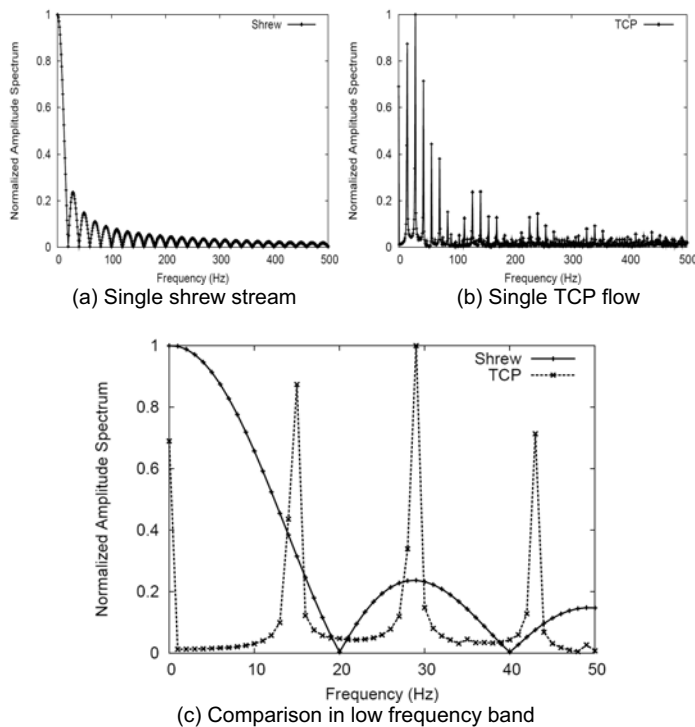 Shrew
Normalized Amplitude Spectrum
1
0.8
0.6
0.4
0.2
0
0 100 200 300 400 500
Frequency (Hz)
(a) Single shrew stream
TCP
Normalized Amplitude Spectrum
1
0.8
0.6
0.4
0.2
0
0 100 200 300 400 500
Frequency (Hz)
(b) Single TCP flow
Shrew
TCP
Normalized Amplitude Spectrum
1
0.8
0.6
0.4
0.2
0
0 10 20 30 40 50
Frequency (Hz)
(c) Comparison in low frequency band